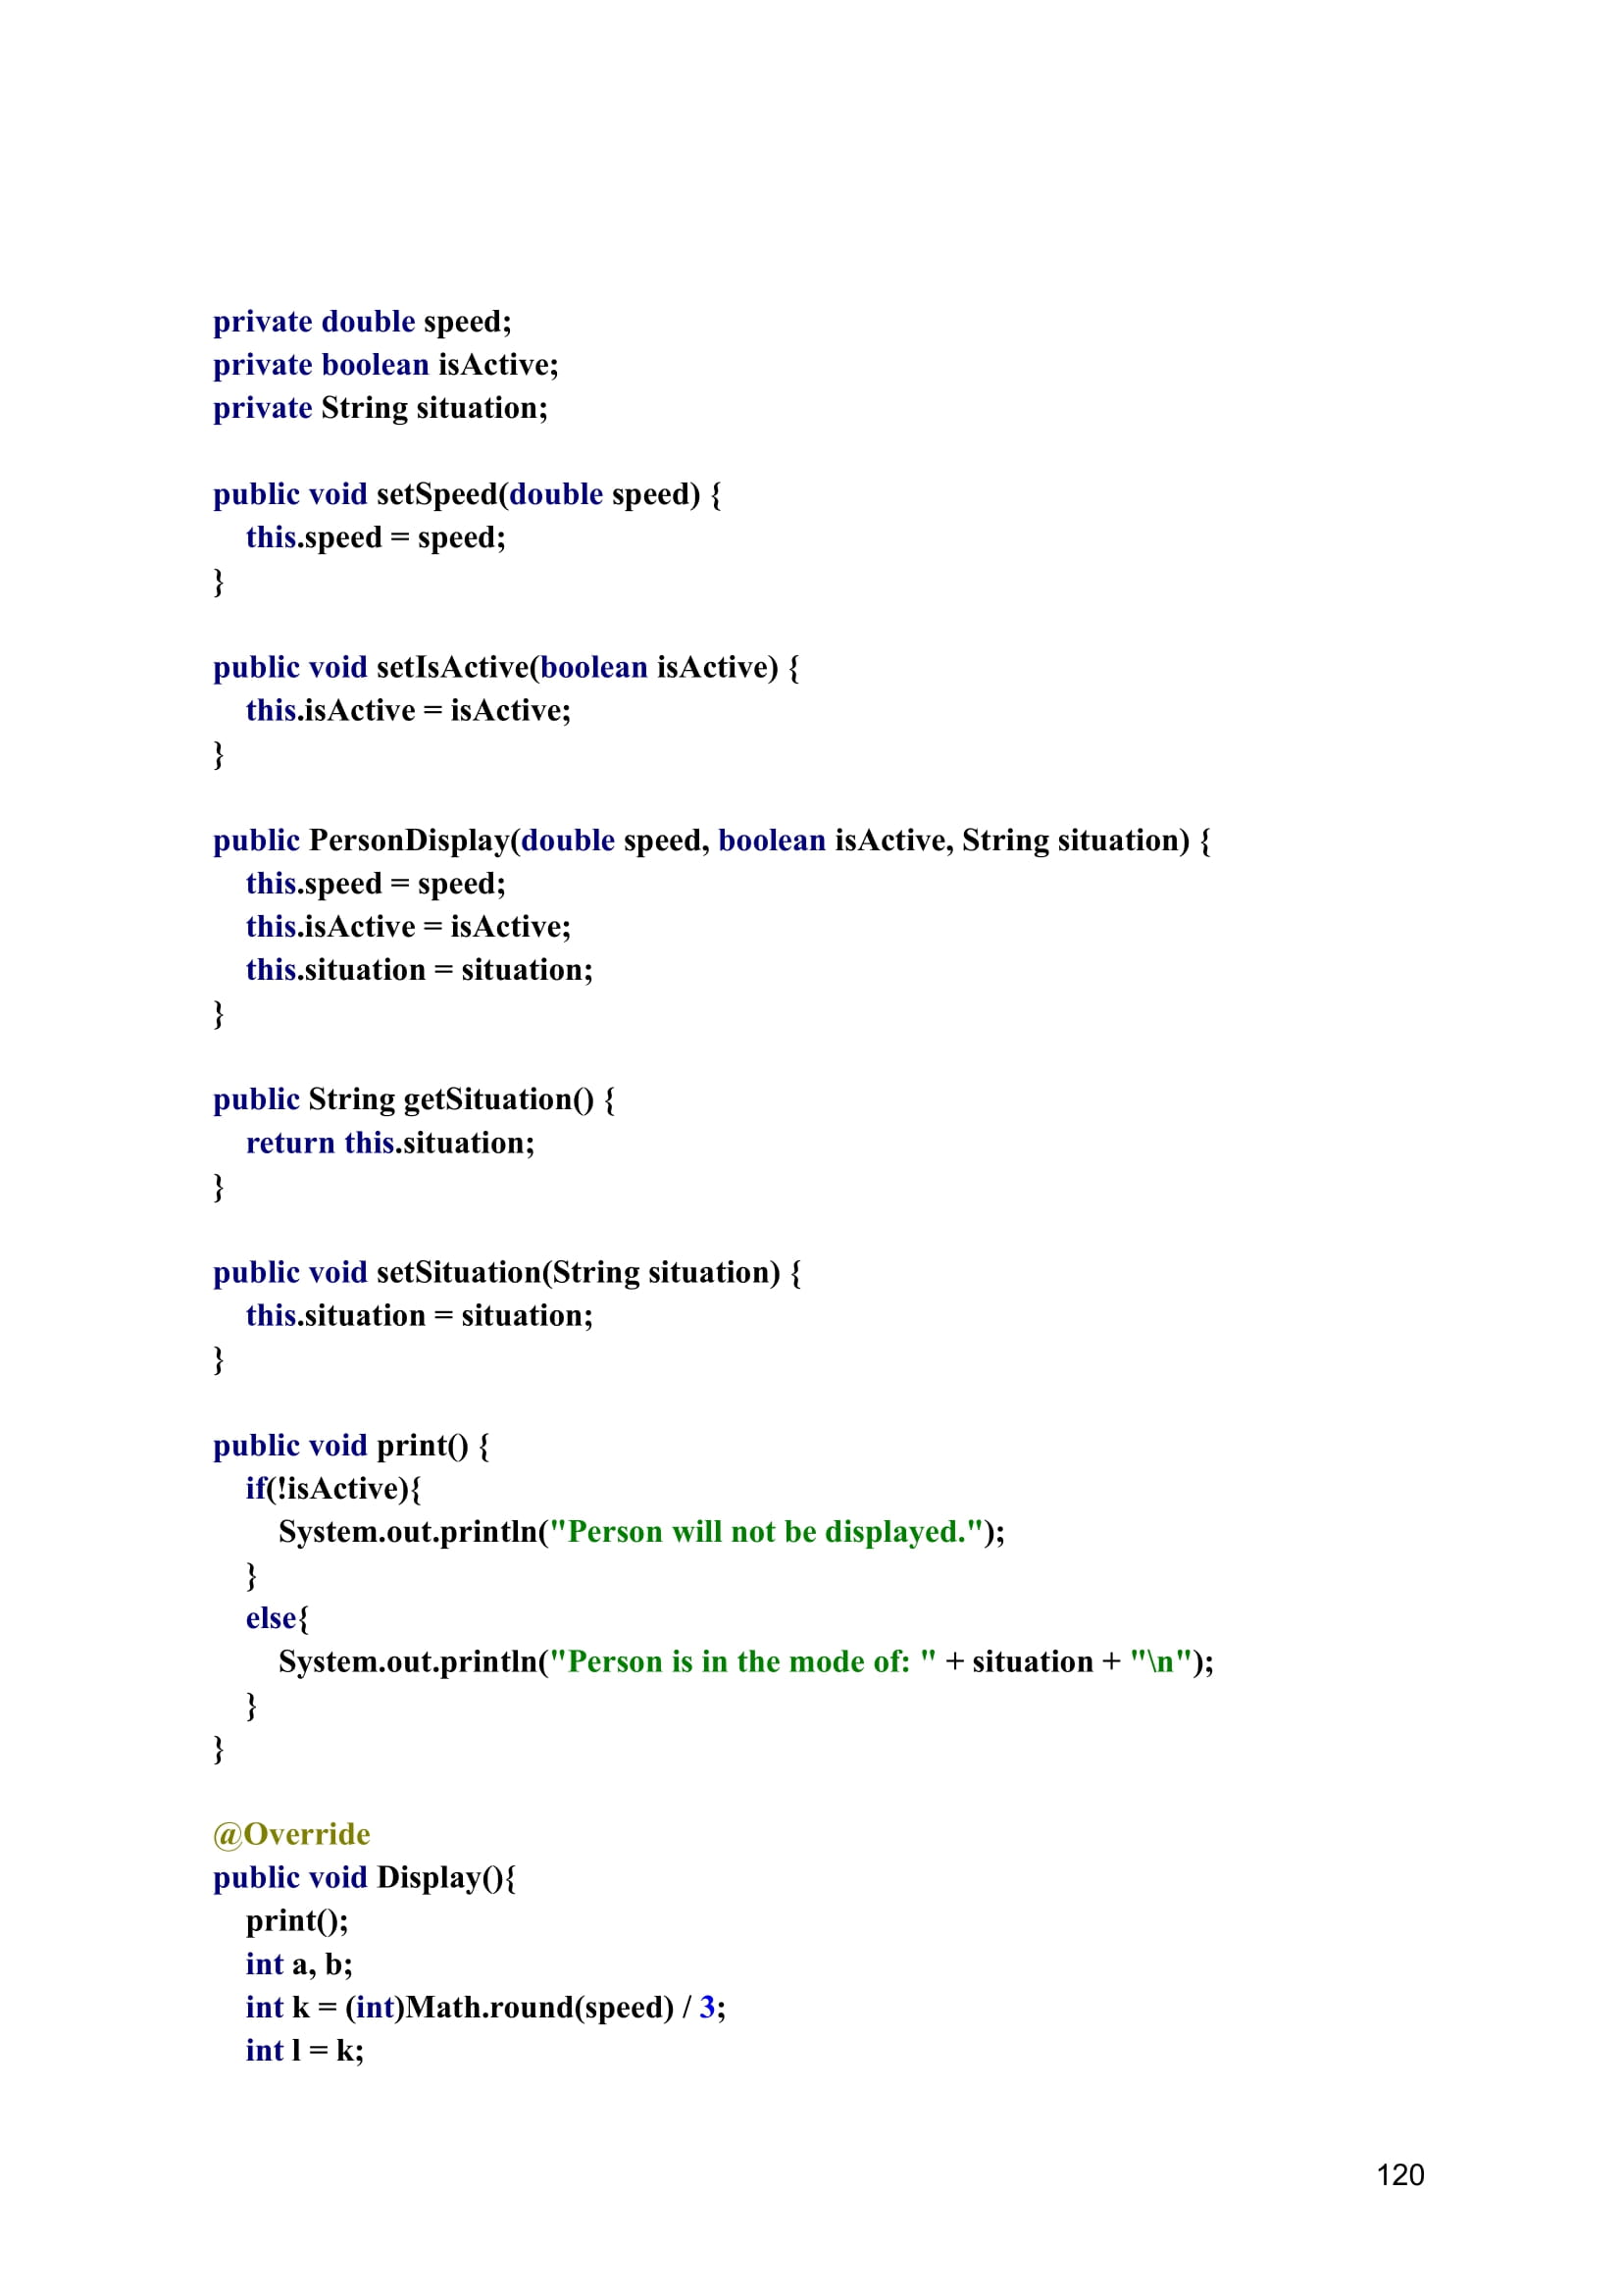 private double speed;
private boolean isActive;
private String situation;

public void setSpeed(double speed) {
    this.speed = speed;
}

public void setIsActive(boolean isActive) {
    this.isActive = isActive;
}

public PersonDisplay(double speed, boolean isActive, String situation) {
    this.speed = speed;
    this.isActive = isActive;
    this.situation = situation;
}

public String getSituation() {
    return this.situation;
}

public void setSituation(String situation) {
    this.situation = situation;
}

public void print() {
    if(!isActive){
        System.out.println("Person will not be displayed.");
    }
    else{
        System.out.println("Person is in the mode of: " + situation + "\n");
    }
}

@Override
public void Display(){
    print();
    int a, b;
    int k = (int)Math.round(speed) / 3;
    int l = k;

120